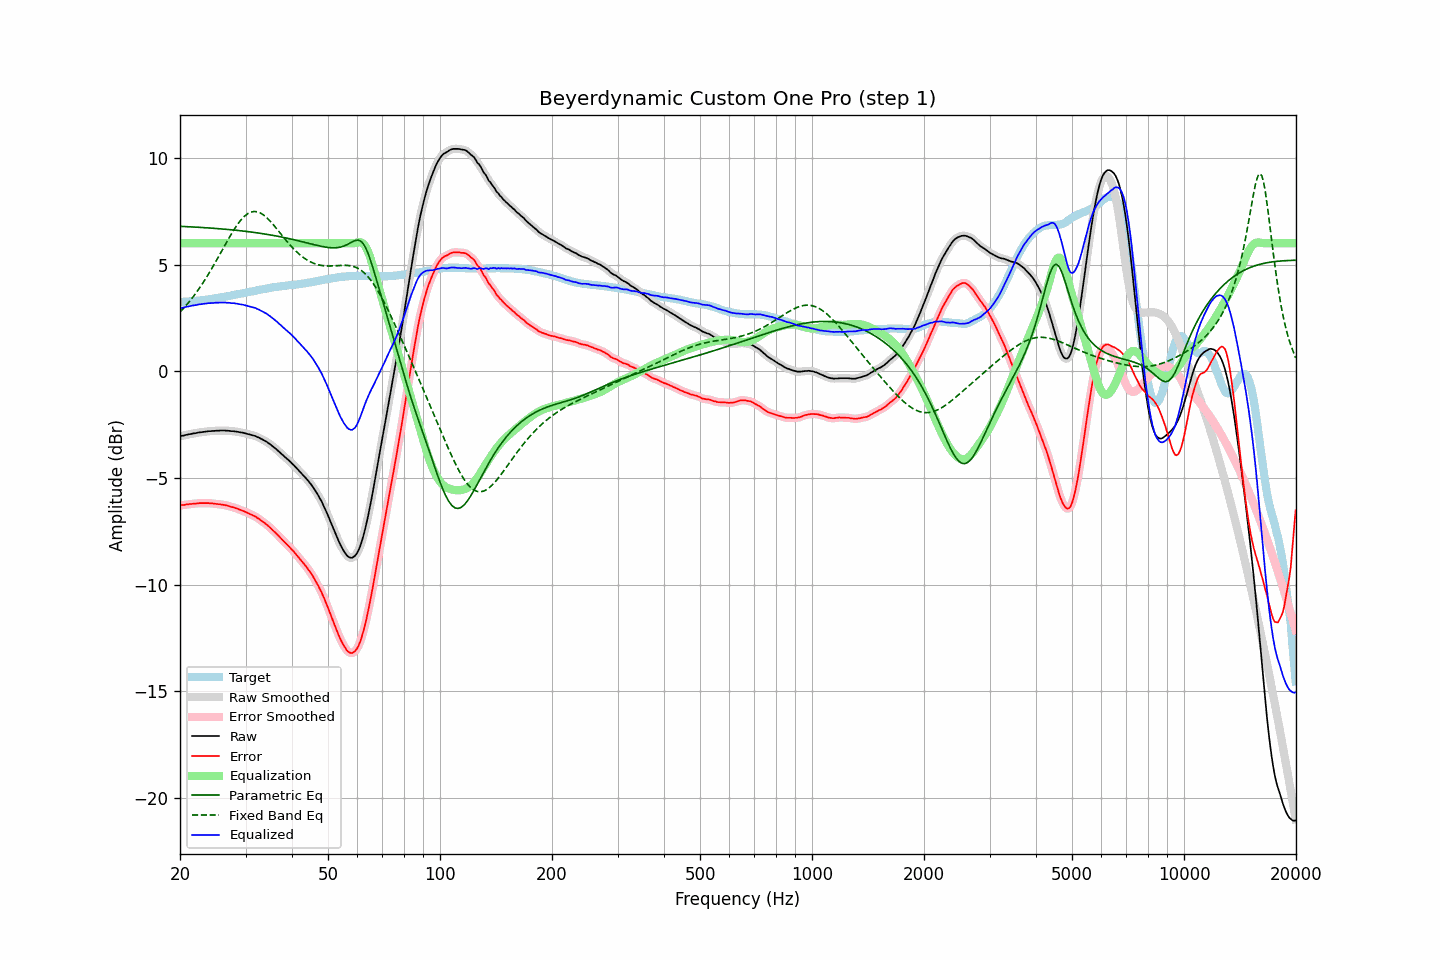 Beyerdynamic Custom One Pro (step 1)
10
5
0
−5
−10
−15
−20
Amplitude (dBr)
Target
Raw Smoothed
Error Smoothed
Raw
Error
Equalization
Parametric Eq
Fixed Band Eq
Equalized
20 50 100 200 500 1000 2000 5000 10000 20000
Frequency (Hz)